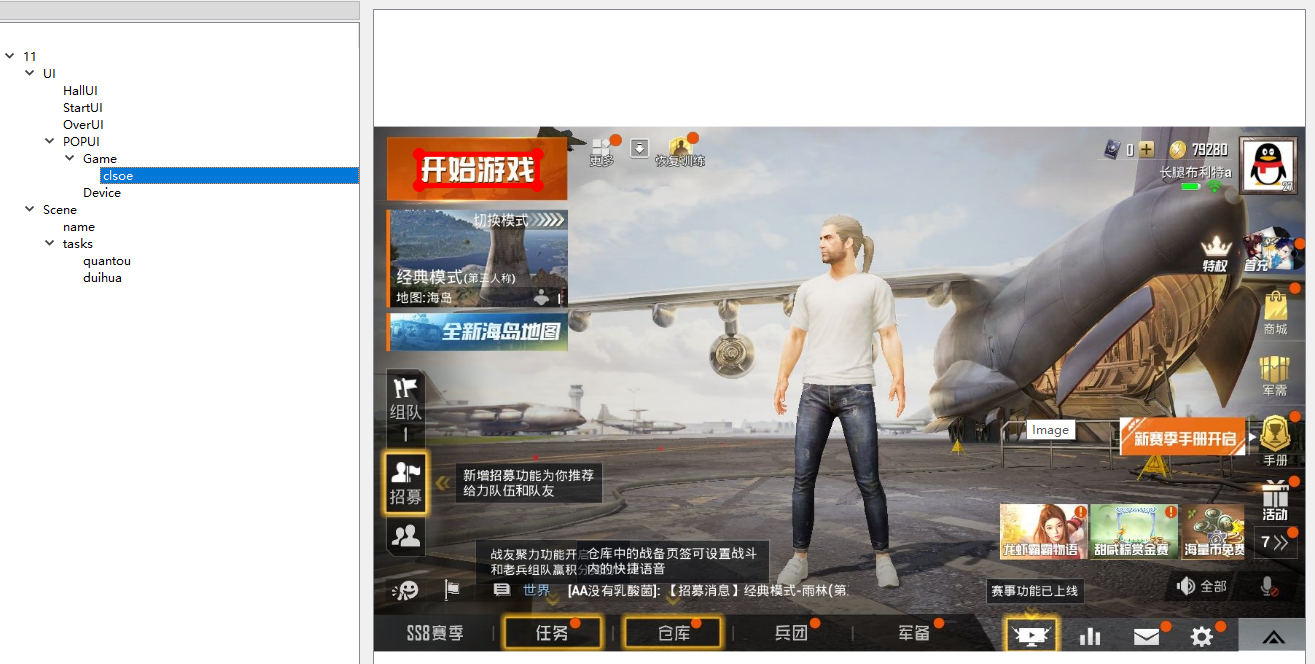 11
UI
HallUI
StartUI
OverUI
POPUI
Game
clsoe
Device
Scene
name
tasks
quantou
duihua
开始游戏
更多
恢复训练
0
79280
长腿布利特a
27
切换模式
经典模式(第三人称)
地图:海岛
1
全新海岛地图
特权
首充
商城
军需
Image
新赛季手册开启
手册
组队
招募
新增招募功能为你推荐
给力队伍和队友
活动
龙虾霸霸物语
甜咸粽赏金赛
海量币免费
7
战友聚力功能开启
和老兵组队赢积分
仓库中的战备页签可设置战斗
内的快捷语音
世界
[AA没有乳酸菌]:【招募消息】经典模式-雨林(第
赛事功能已上线
全部
SS8赛季
任务
仓库
兵团
军备